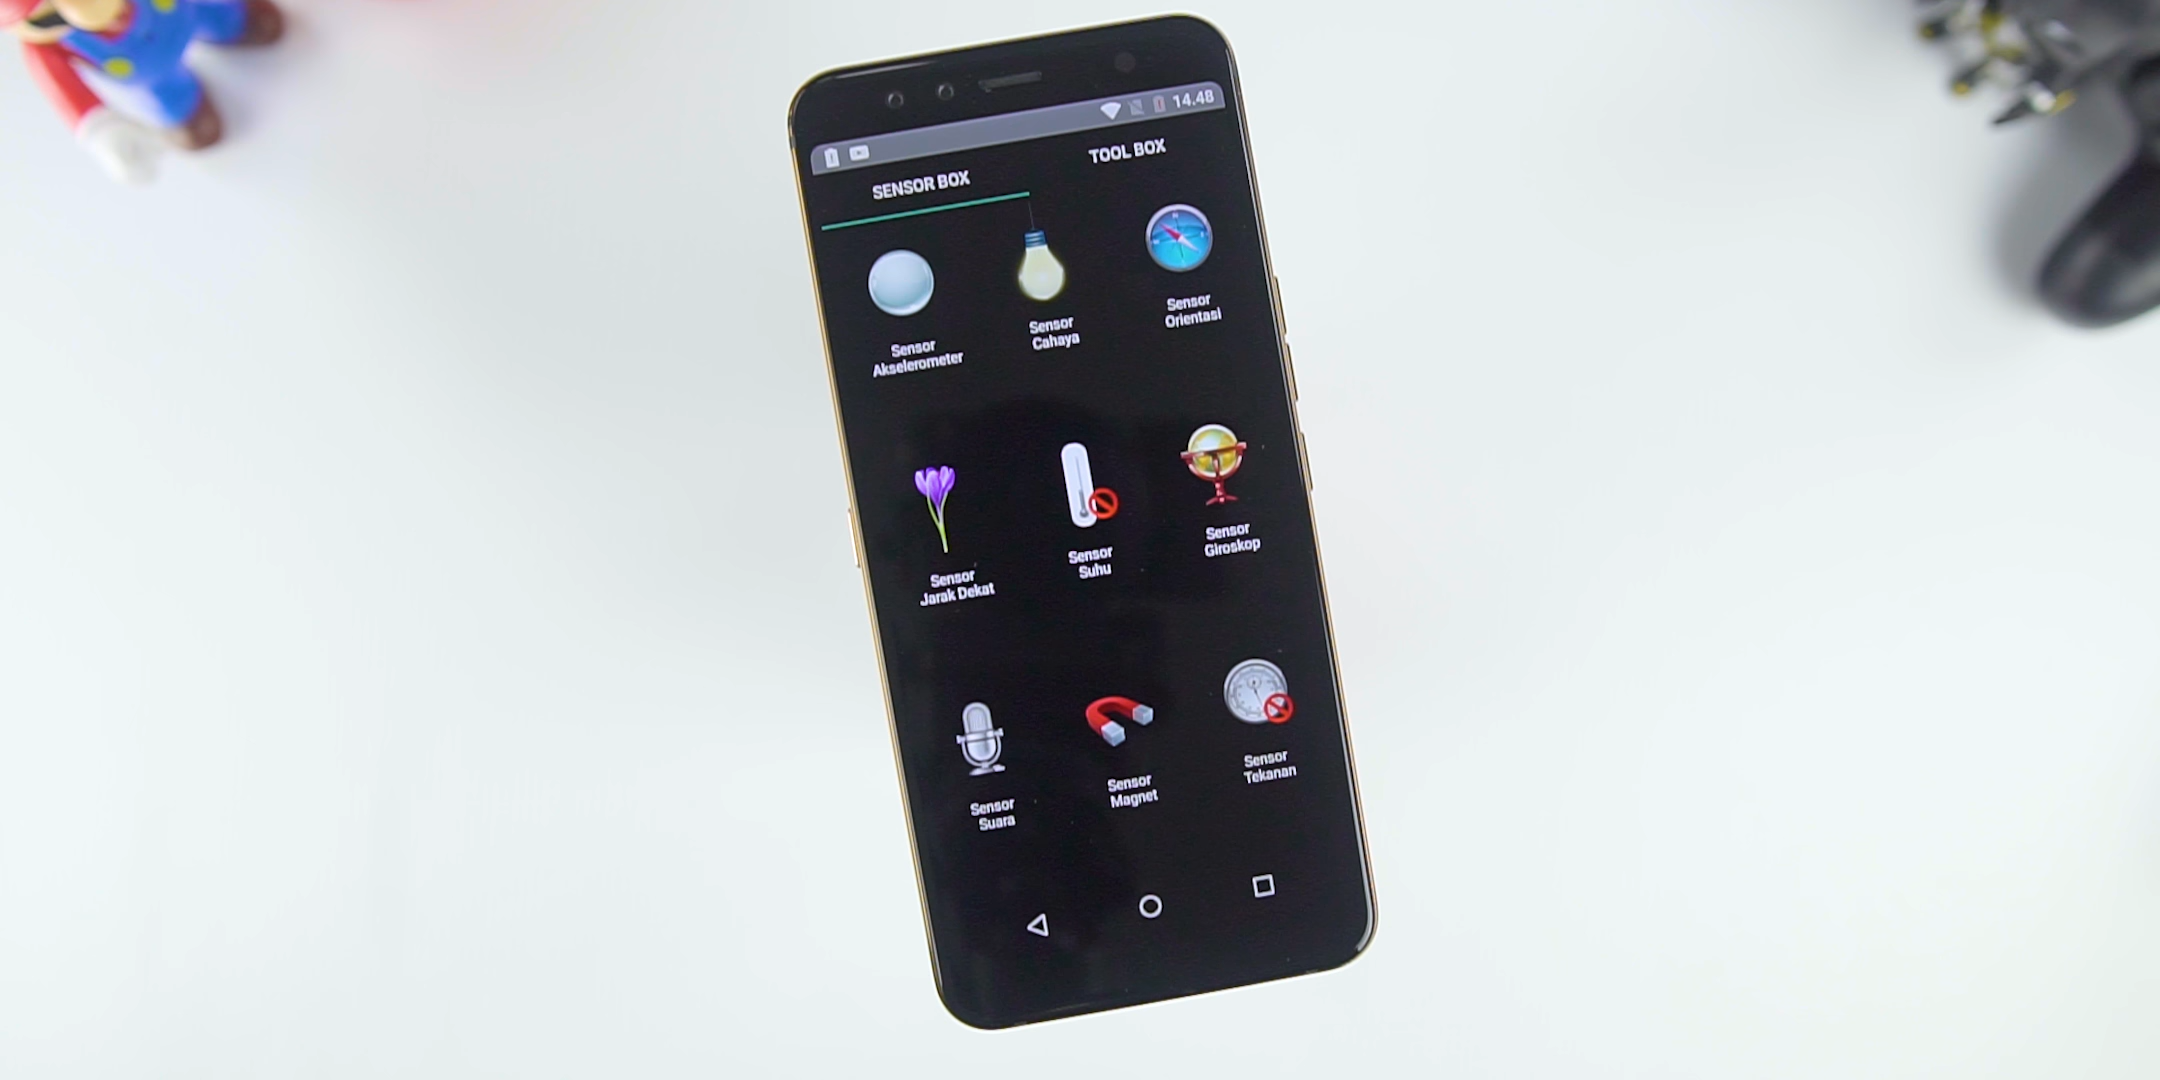 14.48
SENSOR BOX
TOOL BOX
Sensor
Akselerometer
Sensor
Cahaya
Sensor
Orientasi
Sensor
Jarak Dekat
Sensor
Suhu
Sensor
Giroskop
Sensor
Suara
Sensor
Magnet
Sensor
Tekanan